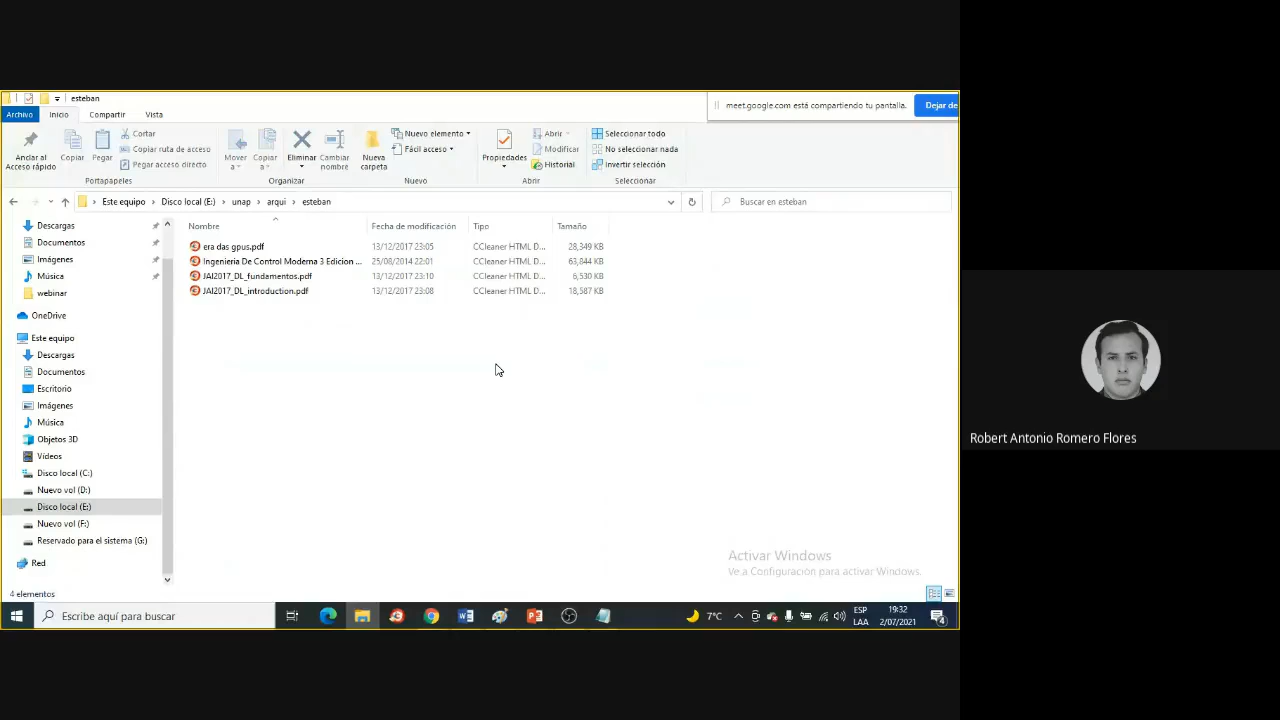 esteban
Archivo Inicio Compartir Vista
meet.google.com está compartiendo tu pantalla. Dejar de
Anclar al Acceso rápido
Copiar
Pegar
Cortar
Copiar ruta de acceso
Pegar acceso directo
Portapapeles
Mover a
Copiar a
Eliminar
Cambiar nombre
Organizar
Nueva carpeta
Nuevo elemento
Fácil acceso
Nuevo
Propiedades
Abrir
Modificar
Historial
Abrir
Seleccionar todo
No seleccionar nada
Invertir selección
Seleccionar
Este equipo > Disco local (E:) > unap > arqui > esteban
Buscar en esteban
Nombre Fecha de modificación Tipo Tamaño
era das gpus.pdf 13/12/2017 23:05 CCleaner HTML D... 28,349 KB
Ingenieria De Control Moderna 3 Edicion ... 25/08/2014 22:01 CCleaner HTML D... 63,844 KB
JAI2017_DL_fundamentos.pdf 13/12/2017 23:10 CCleaner HTML D... 6,530 KB
JAI2017_DL_introduction.pdf 13/12/2017 23:08 CCleaner HTML D... 18,587 KB
Descargas
Documentos
Imágenes
Música
webinar
OneDrive
Este equipo
Descargas
Documentos
Escritorio
Imágenes
Música
Objetos 3D
Vídeos
Disco local (C:)
Nuevo vol (D:)
Disco local (E:)
Nuevo vol (F:)
Reservado para el sistema (G:)
Red
4 elementos
Activar Windows
Ve a Configuración para activar Windows.
Escribe aquí para buscar
7°C
ESP
LAA
19:32
2/07/2021
4
Robert Antonio Romero Flores